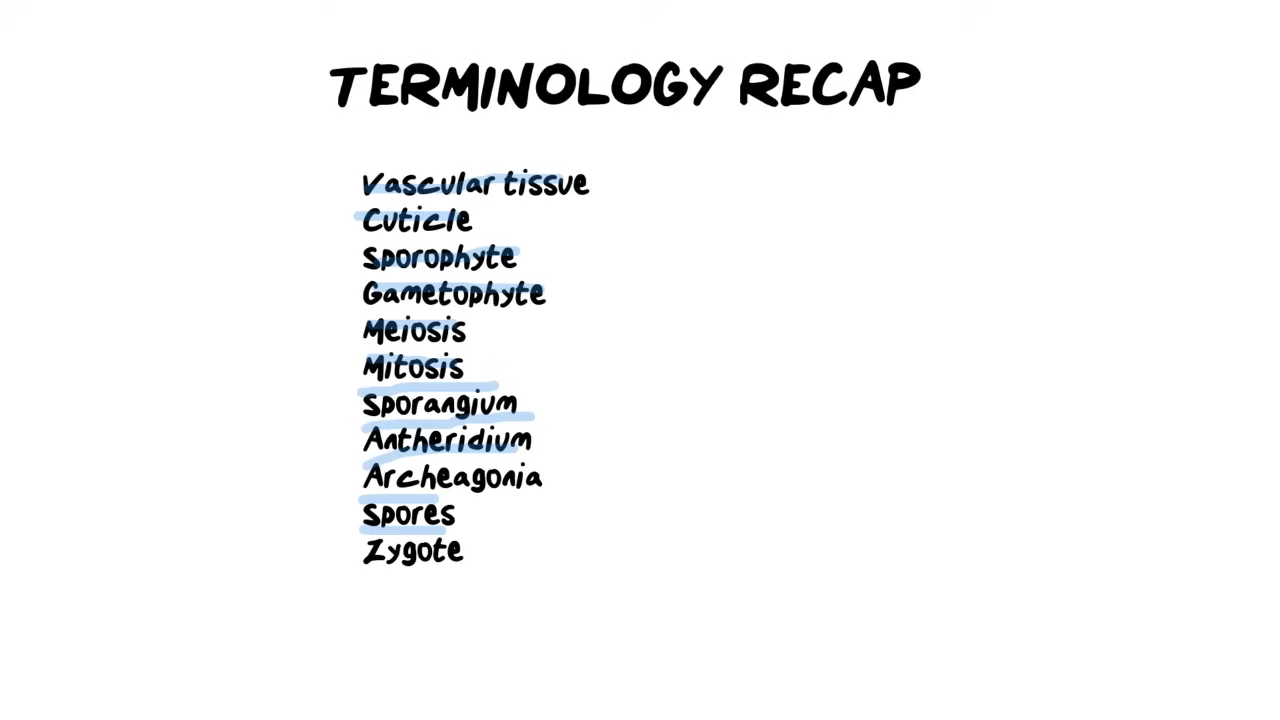 TERMINOLOGY RECAP
Vascular tissue
Cuticle
Sporophyte
Gametophyte
Meiosis
Mitosis
Sporangium
Antheridium
Archeagonia
Spores
Zygote